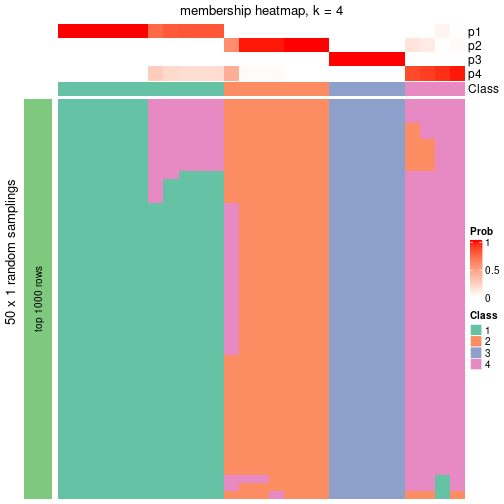 membership heatmap, k = 4
p1
p2
p3
p4
Class
50 x 1 random samplings
top 1000 rows
Prob
1
0.5
0
Class
1
2
3
4